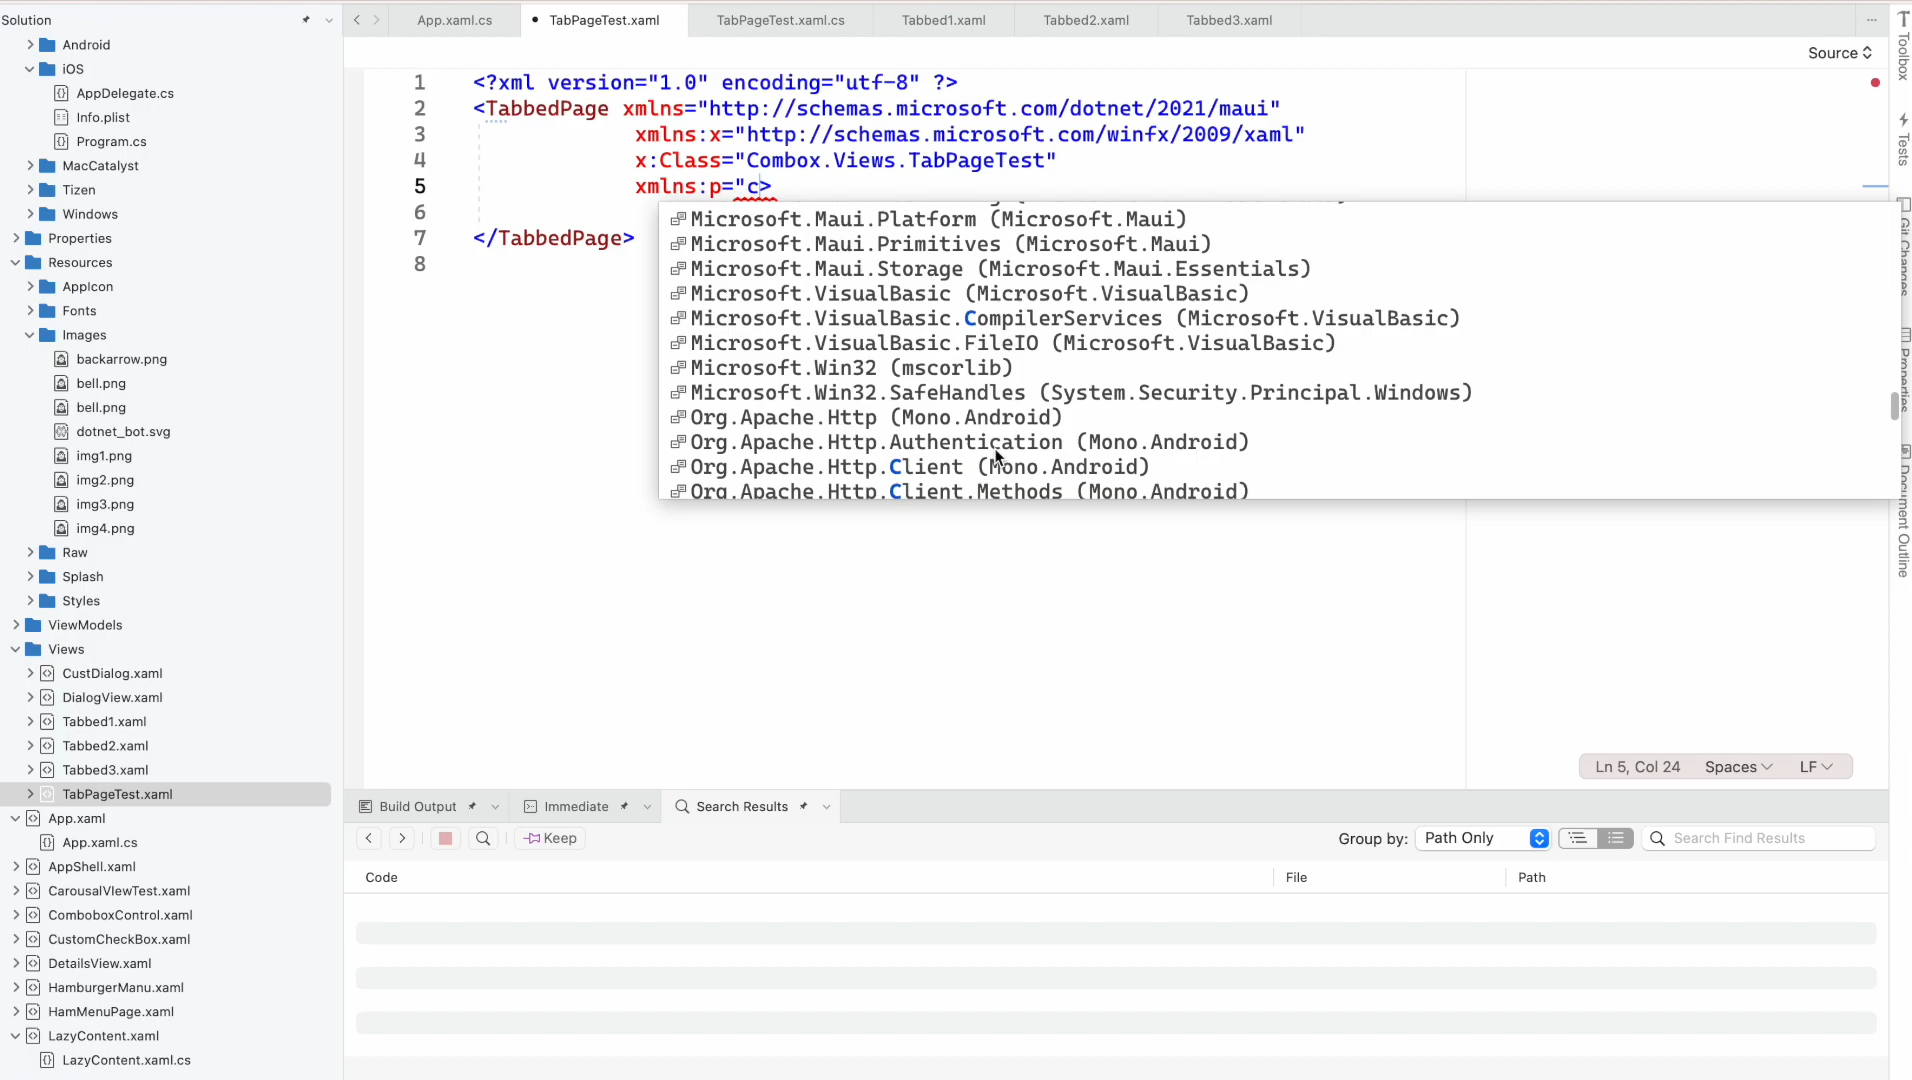 Solution
App.xaml.cs
TabPageTest.xaml
TabPageTest.xaml.cs
Tabbed1.xaml
Tabbed2.xaml
Tabbed3.xaml
Source
Android
iOS
AppDelegate.cs
Info.plist
Program.cs
MacCatalyst
Tizen
Windows
Properties
Resources
AppIcon
Fonts
Images
backarrow.png
bell.png
bell.png
dotnet_bot.svg
img1.png
img2.png
img3.png
img4.png
Raw
Splash
Styles
ViewModels
Views
CustDialog.xaml
DialogView.xaml
Tabbed1.xaml
Tabbed2.xaml
Tabbed3.xaml
TabPageTest.xaml
App.xaml
App.xaml.cs
AppShell.xaml
CarousalVIewTest.xaml
ComboboxControl.xaml
CustomCheckBox.xaml
DetailsView.xaml
HamburgerManu.xaml
HamMenuPage.xaml
LazyContent.xaml
LazyContent.xaml.cs
1 <?xml version="1.0" encoding="utf-8" ?>
2 <TabbedPage xmlns="http://schemas.microsoft.com/dotnet/2021/maui"
3 xmlns:x="http://schemas.microsoft.com/winfx/2009/xaml"
4 x:Class="Combox.Views.TabPageTest"
5 xmlns:p="c>
6
7 </TabbedPage>
8
Microsoft.Maui.Platform (Microsoft.Maui)
Microsoft.Maui.Primitives (Microsoft.Maui)
Microsoft.Maui.Storage (Microsoft.Maui.Essentials)
Microsoft.VisualBasic (Microsoft.VisualBasic)
Microsoft.VisualBasic.CompilerServices (Microsoft.VisualBasic)
Microsoft.VisualBasic.FileIO (Microsoft.VisualBasic)
Microsoft.Win32 (mscorlib)
Microsoft.Win32.SafeHandles (System.Security.Principal.Windows)
Org.Apache.Http (Mono.Android)
Org.Apache.Http.Authentication (Mono.Android)
Org.Apache.Http.Client (Mono.Android)
Org.Apache.Http.Client.Methods (Mono.Android)
Ln 5, Col 24 Spaces LF
Toolbox
Tests
Git Changes
Properties
Document Outline
Build Output
Immediate
Search Results
Keep
Group by: Path Only
Search Find Results
Code File Path